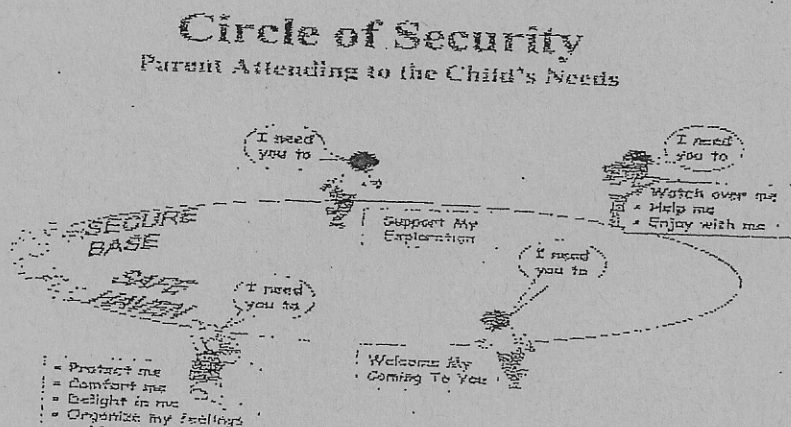 Circle of Security
Parent Attending to the Child's Needs
I need
you to
I need
you to
• Watch over me
• Help me
• Enjoy with me
SECURE
BASE
Support My
Exploration
I need
you to
SAFE
HAVEN
I need
you to
Welcome My
Coming To You
• Protect me
• Comfort me
• Delight in me
• Organize my feelings